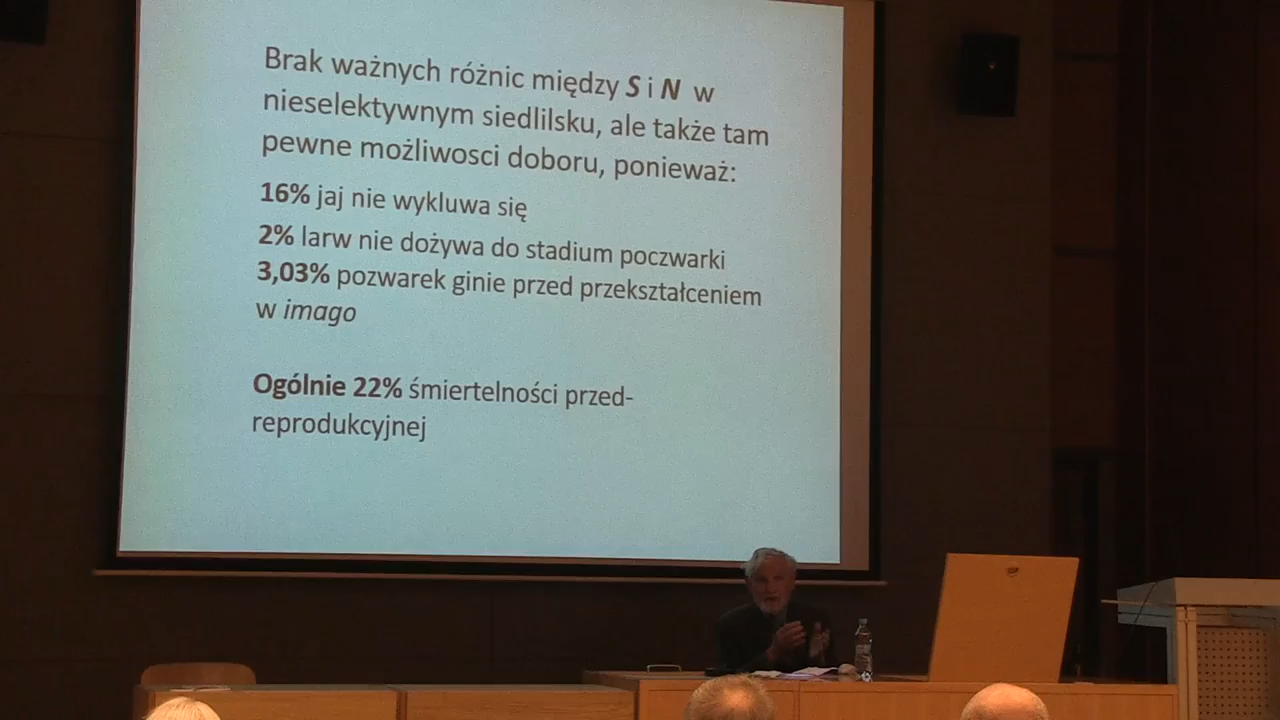 Brak ważnych różnic między S i N w
nieselektywnym siedlilsku, ale także tam
pewne możliwosci doboru, ponieważ:
16% jaj nie wykluwa się
2% larw nie dożywa do stadium poczwarki
3,03% pozwarek ginie przed przekształceniem
w imago
Ogólnie 22% śmiertelności przed-
reprodukcyjnej